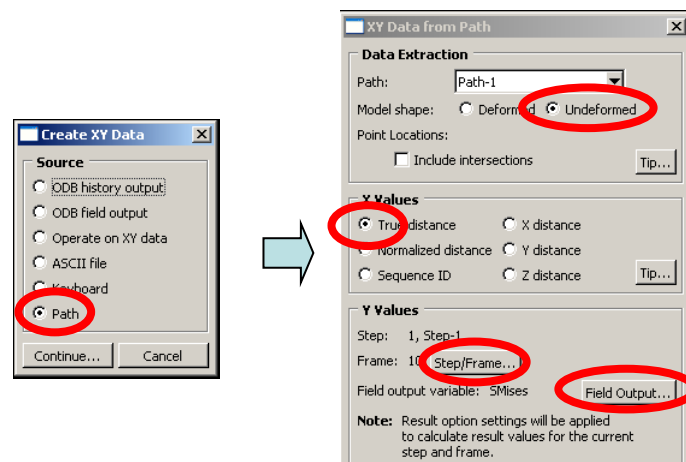 Create XY Data
Source
ODB history output
ODB field output
Operate on XY data
ASCII file
Keyboard
Path
Continue...
Cancel
XY Data from Path
Data Extraction
Path: Path-1
Model shape: Deformed Undeformed
Point Locations:
Include intersections
Tip...
X Values
True distance X distance
Normalized distance Y distance
Sequence ID Z distance
Tip...
Y Values
Step: 1, Step-1
Frame: 10 Step/Frame...
Field output variable: SMises Field Output...
Note: Result option settings will be applied
to calculate result values for the current
step and frame.